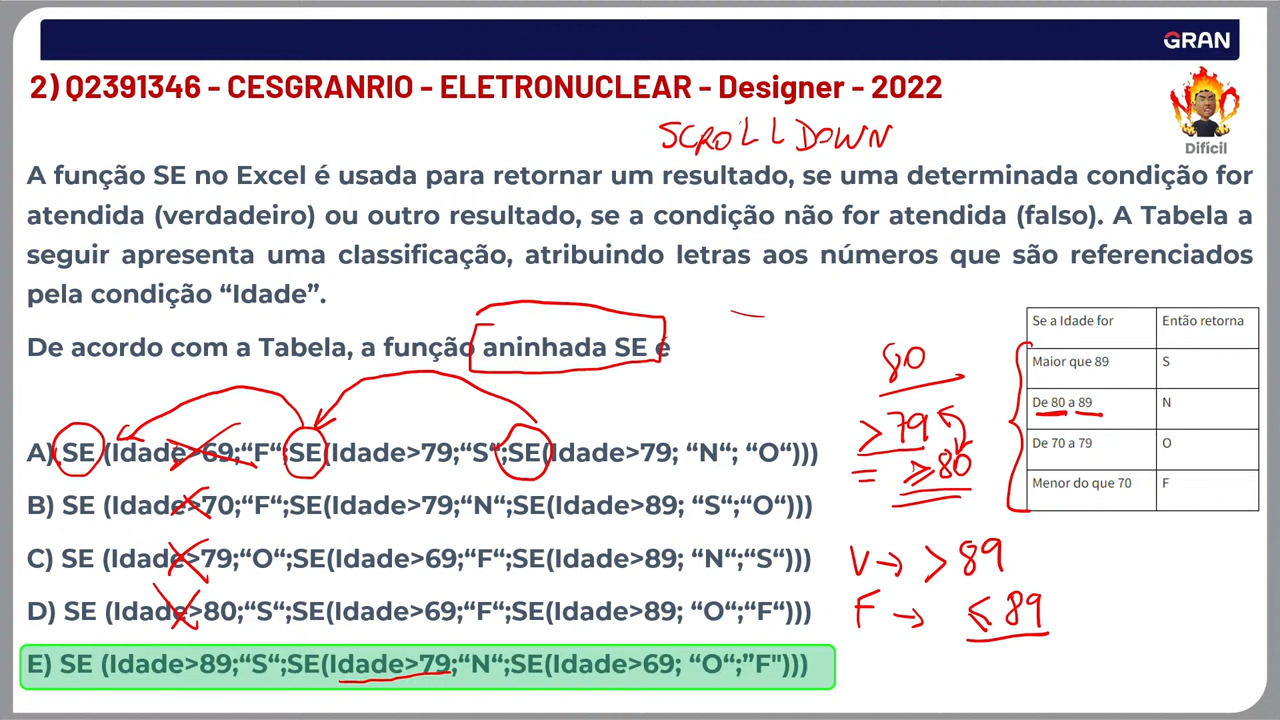 GRAN
2) Q2391346 - CESGRANRIO - ELETRONUCLEAR - Designer - 2022
NO
Difícil
SCROLL DOWN
A função SE no Excel é usada para retornar um resultado, se uma determinada condição for
atendida (verdadeiro) ou outro resultado, se a condição não for atendida (falso). A Tabela a
seguir apresenta uma classificação, atribuindo letras aos números que são referenciados
pela condição “Idade”.
De acordo com a Tabela, a função aninhada SE é
Se a Idade for Então retorna
Maior que 89 S
De 80 a 89 N
De 70 a 79 O
Menor do que 70 F
80
>79
= ≥80
V → >89
F → ≤89
A) SE (Idade>69;“F“;SE(Idade>79;“S“;SE(Idade>79; “N“; “O“)))
B) SE (Idade>70;“F“;SE(Idade>79;“N“;SE(Idade>89; “S“;“O“)))
C) SE (Idade>79;“O“;SE(Idade>69;“F“;SE(Idade>89; “N“;“S“)))
D) SE (Idade>80;“S“;SE(Idade>69;“F“;SE(Idade>89; “O“;“F“)))
E) SE (Idade>89;“S“;SE(Idade>79;“N“;SE(Idade>69; “O“;”F")))